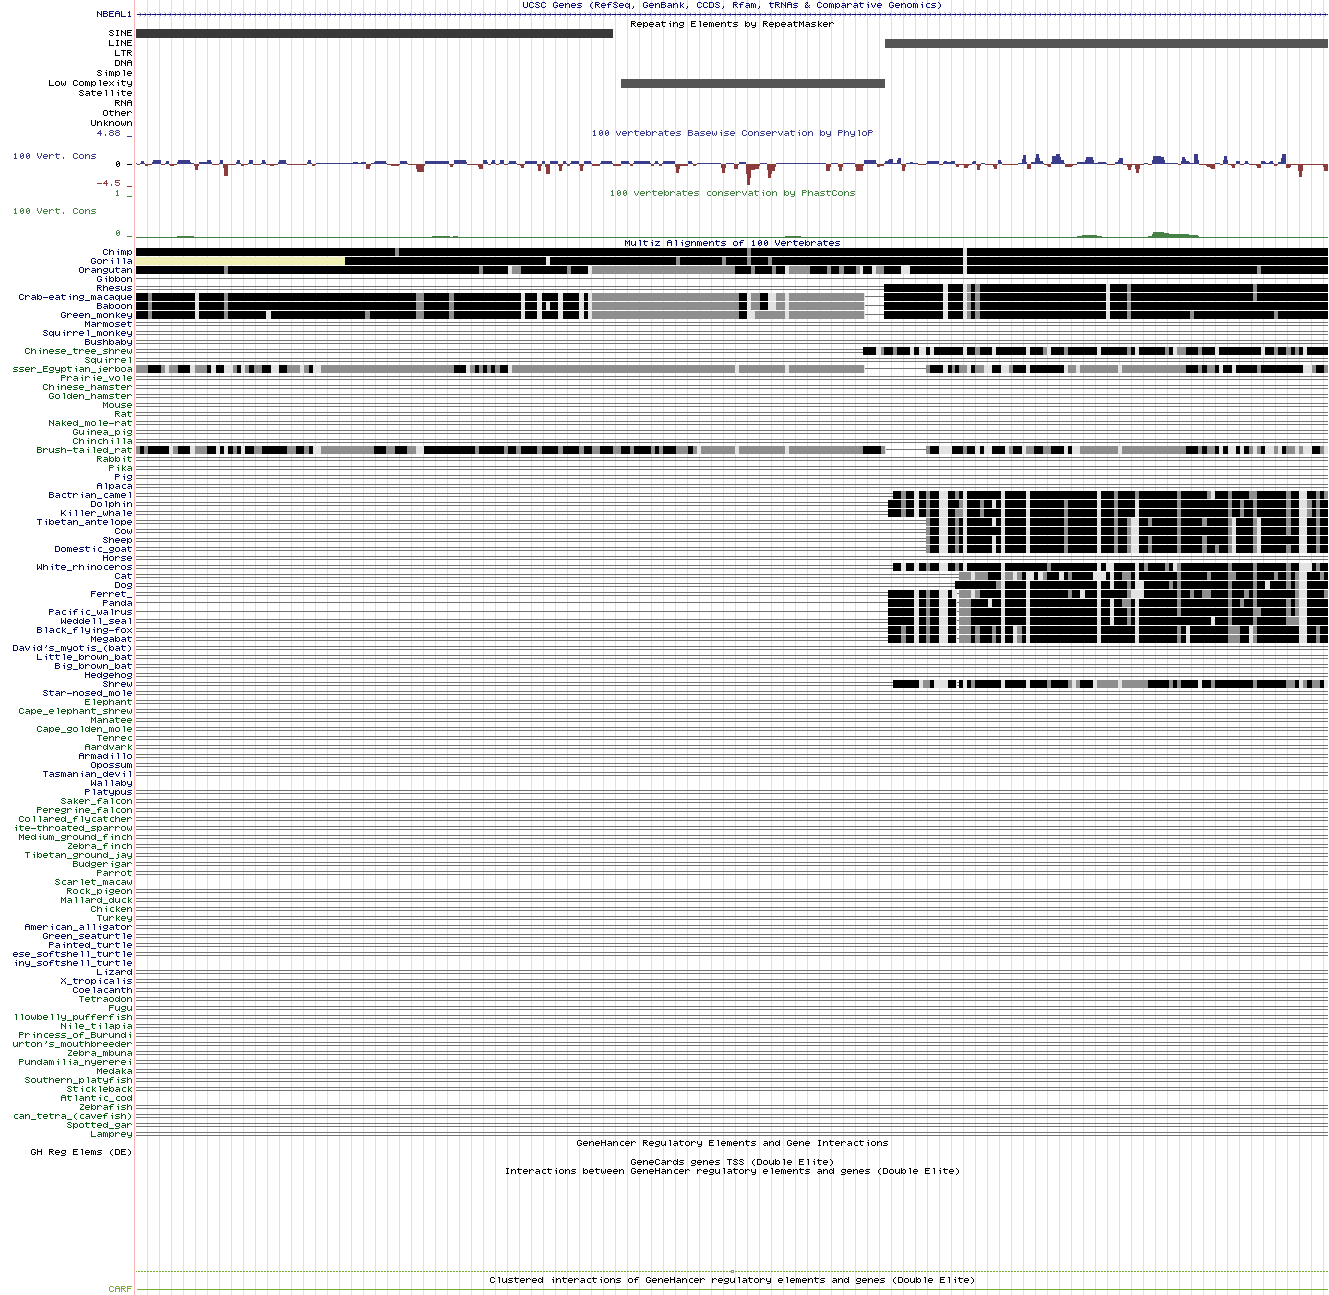 UCSC Genes (RefSeq, GenBank, CCDS, Rfam, tRNAs & Comparative Genomics)
NBEAL1
Repeating Elements by RepeatMasker
SINE
LINE
LTR
DNA
Simple
Low Complexity
Satellite
RNA
Other
Unknown
4.88 _
100 vertebrates Basewise Conservation by PhyloP
100 Vert. Cons
0 _
-4.5 _
100 vertebrates conservation by PhastCons
1 _
100 Vert. Cons
0 _
Multiz Alignments of 100 Vertebrates
Chimp
Gorilla
Orangutan
Gibbon
Rhesus
Crab-eating_macaque
Baboon
Green_monkey
Marmoset
Squirrel_monkey
Bushbaby
Chinese_tree_shrew
Squirrel
sser_Egyptian_jerboa
Prairie_vole
Chinese_hamster
Golden_hamster
Mouse
Rat
Naked_mole-rat
Guinea_pig
Chinchilla
Brush-tailed_rat
Rabbit
Pika
Pig
Alpaca
Bactrian_camel
Dolphin
Killer_whale
Tibetan_antelope
Cow
Sheep
Domestic_goat
Horse
White_rhinoceros
Cat
Dog
Ferret_
Panda
Pacific_walrus
Weddell_seal
Black_flying-fox
Megabat
David's_myotis_(bat)
Little_brown_bat
Big_brown_bat
Hedgehog
Shrew
Star-nosed_mole
Elephant
Cape_elephant_shrew
Manatee
Cape_golden_mole
Tenrec
Aardvark
Armadillo
Opossum
Tasmanian_devil
Wallaby
Platypus
Saker_falcon
Peregrine_falcon
Collared_flycatcher
ite-throated_sparrow
Medium_ground_finch
Zebra_finch
Tibetan_ground_jay
Budgerigar
Parrot
Scarlet_macaw
Rock_pigeon
Mallard_duck
Chicken
Turkey
American_alligator
Green_seaturtle
Painted_turtle
ese_softshell_turtle
iny_softshell_turtle
Lizard
X_tropicalis
Coelacanth
Tetraodon
Fugu
llowbelly_pufferfish
Nile_tilapia
Princess_of_Burundi
urton's_mouthbreeder
Zebra_mbuna
Pundamilia_nyererei
Medaka
Southern_platyfish
Stickleback
Atlantic_cod
Zebrafish
can_tetra_(cavefish)
Spotted_gar
Lamprey
GeneHancer Regulatory Elements and Gene Interactions
GH Reg Elems (DE)
GeneCards genes TSS (Double Elite)
Interactions between GeneHancer regulatory elements and genes (Double Elite)
Clustered interactions of GeneHancer regulatory elements and genes (Double Elite)
CARF